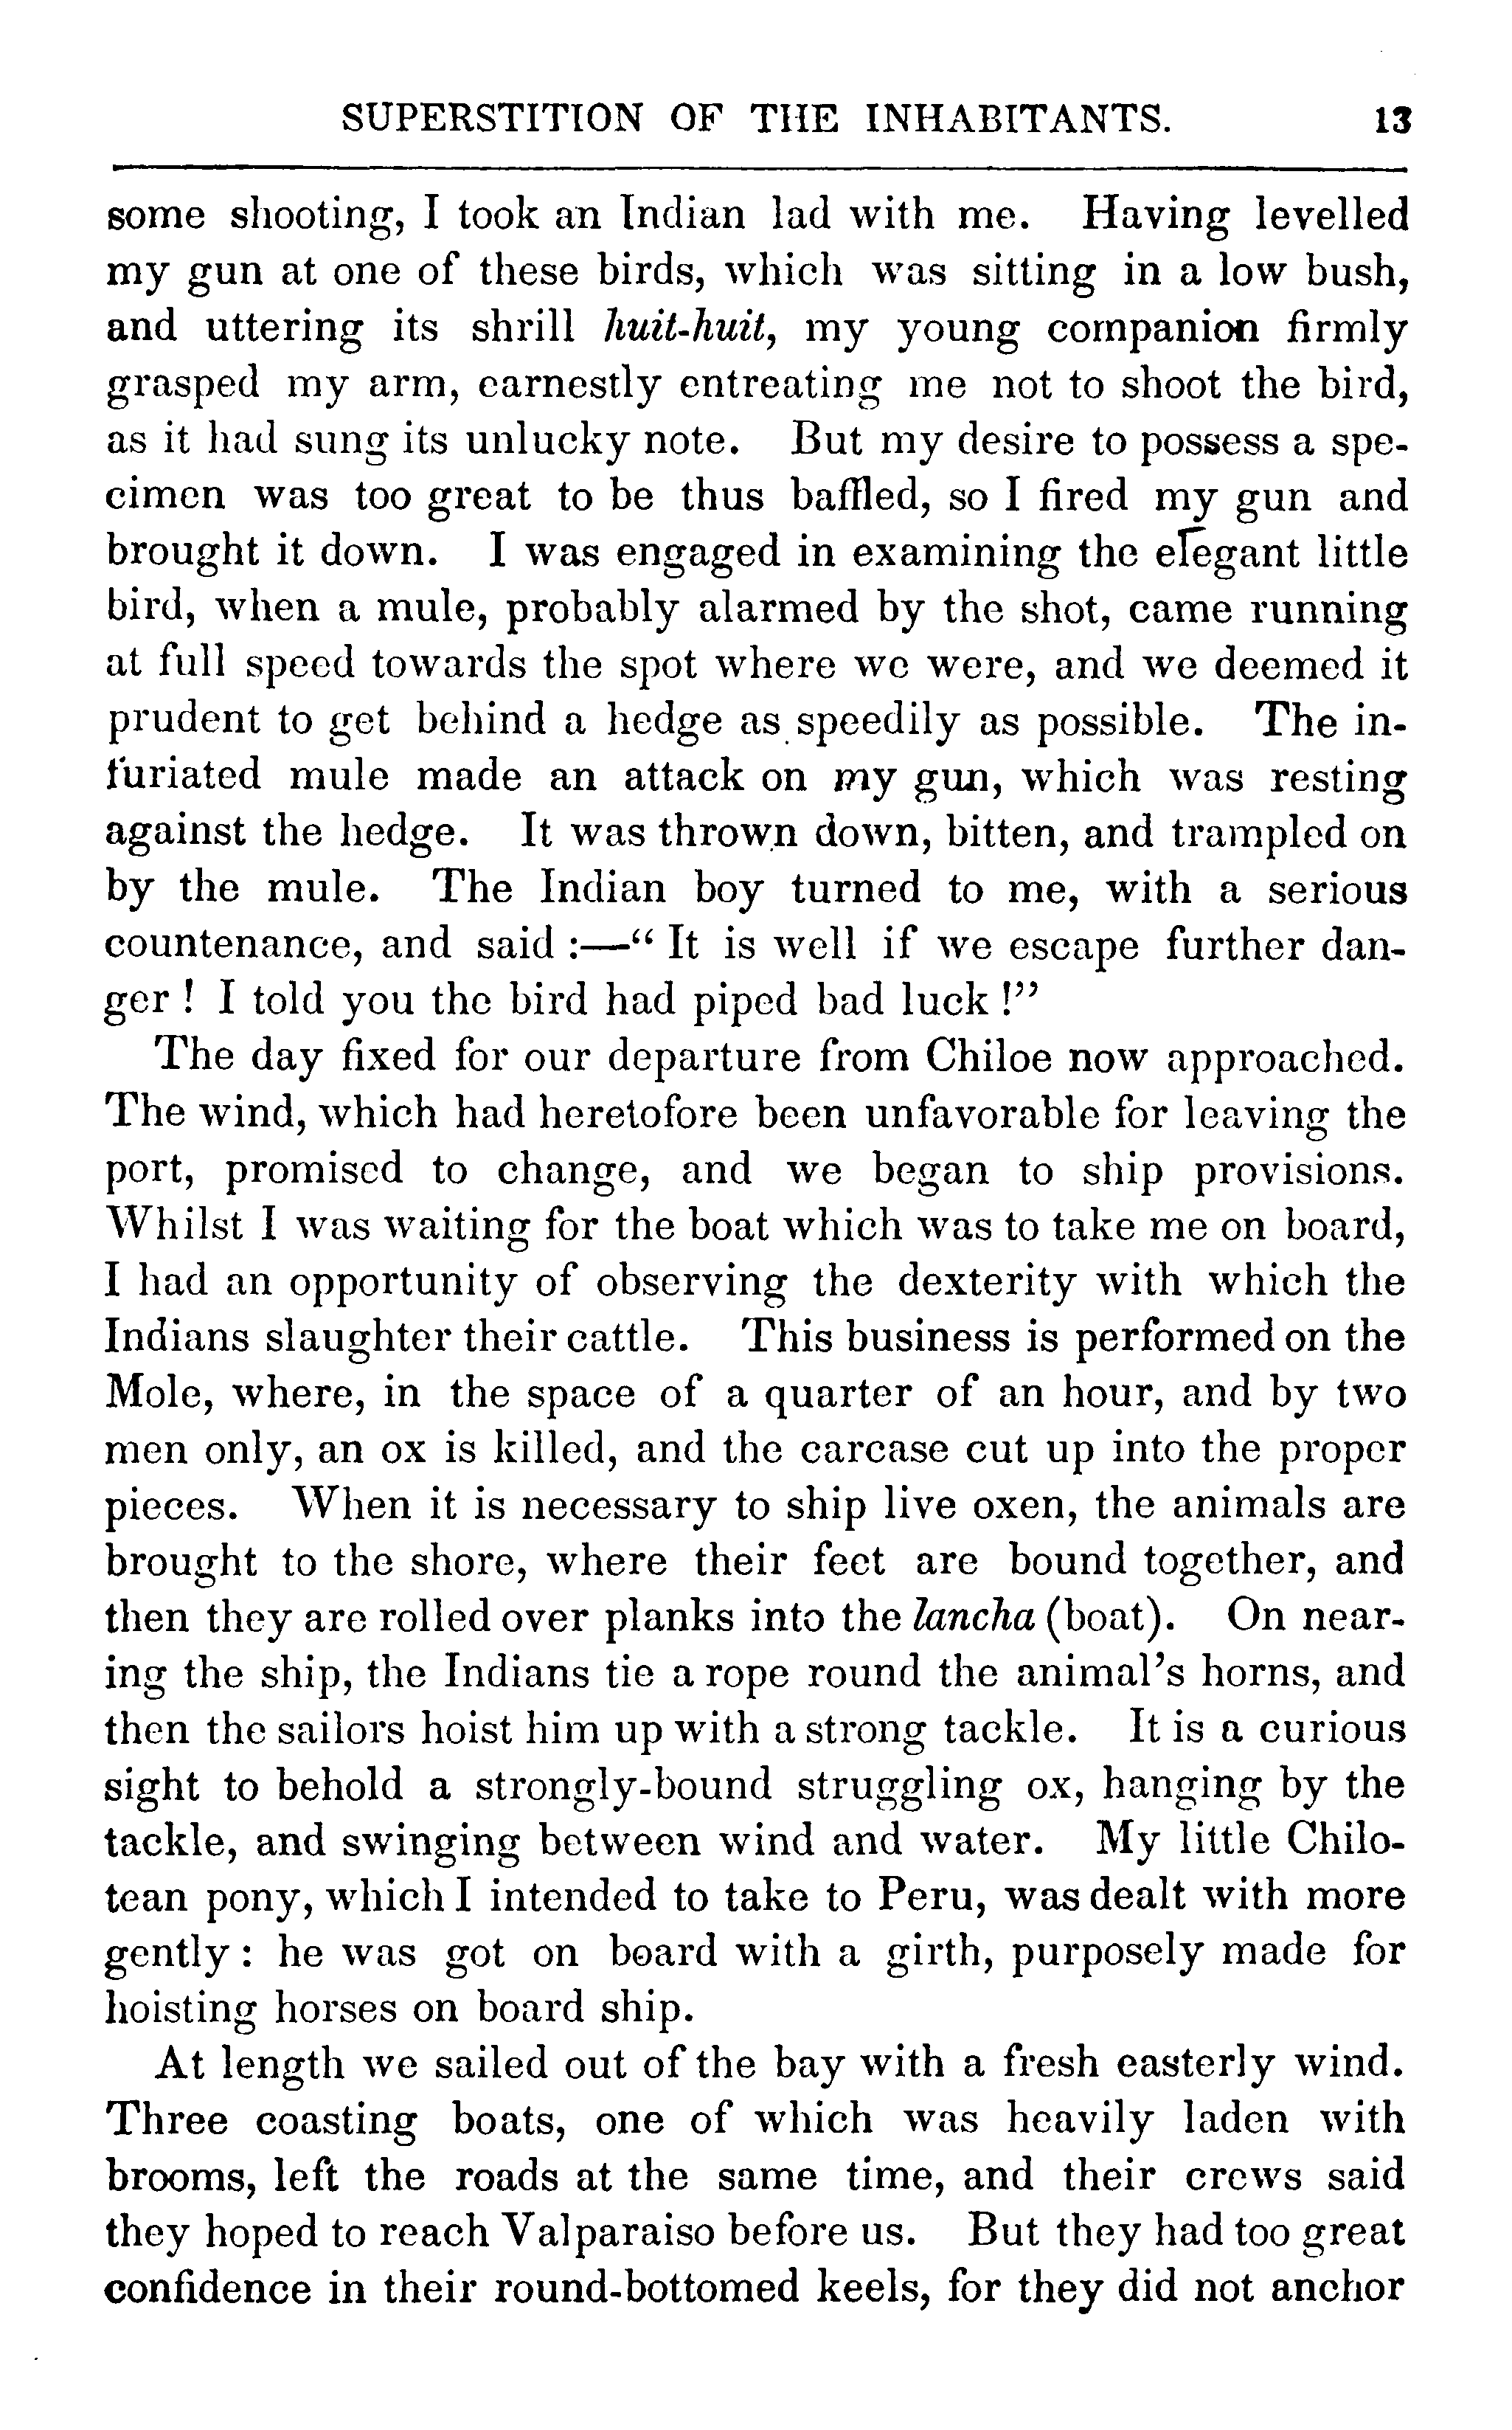 SUPERSTITION OF THE INHABITANTS. 13
some shooting, I took an Indian lad with me. Having levelled
my gun at one of these birds, which was sitting in a low bush,
and uttering its shrill huit-huit, my young companion firmly
grasped my arm, earnestly entreating me not to shoot the bird,
as it had sung its unlucky note. But my desire to possess a spe-
cimen was too great to be thus baffled, so I fired my gun and
brought it down. I was engaged in examining the elegant little
bird, when a mule, probably alarmed by the shot, came running
at full speed towards the spot where we were, and we deemed it
prudent to get behind a hedge as speedily as possible. The in-
furiated mule made an attack on my gun, which was resting
against the hedge. It was thrown down, bitten, and trampled on
by the mule. The Indian boy turned to me, with a serious
countenance, and said :—“ It is well if we escape further dan-
ger ! I told you the bird had piped bad luck !”
The day fixed for our departure from Chiloe now approached.
The wind, which had heretofore been unfavorable for leaving the
port, promised to change, and we began to ship provisions.
Whilst I was waiting for the boat which was to take me on board,
I had an opportunity of observing the dexterity with which the
Indians slaughter their cattle. This business is performed on the
Mole, where, in the space of a quarter of an hour, and by two
men only, an ox is killed, and the carcase cut up into the proper
pieces. When it is necessary to ship live oxen, the animals are
brought to the shore, where their feet are bound together, and
then they are rolled over planks into the lancha (boat). On near-
ing the ship, the Indians tie a rope round the animal’s horns, and
then the sailors hoist him up with a strong tackle. It is a curious
sight to behold a strongly-bound struggling ox, hanging by the
tackle, and swinging between wind and water. My little Chilo-
tean pony, which I intended to take to Peru, was dealt with more
gently : he was got on board with a girth, purposely made for
hoisting horses on board ship.
At length we sailed out of the bay with a fresh easterly wind.
Three coasting boats, one of which was heavily laden with
brooms, left the roads at the same time, and their crews said
they hoped to reach Valparaiso before us. But they had too great
confidence in their round-bottomed keels, for they did not anchor